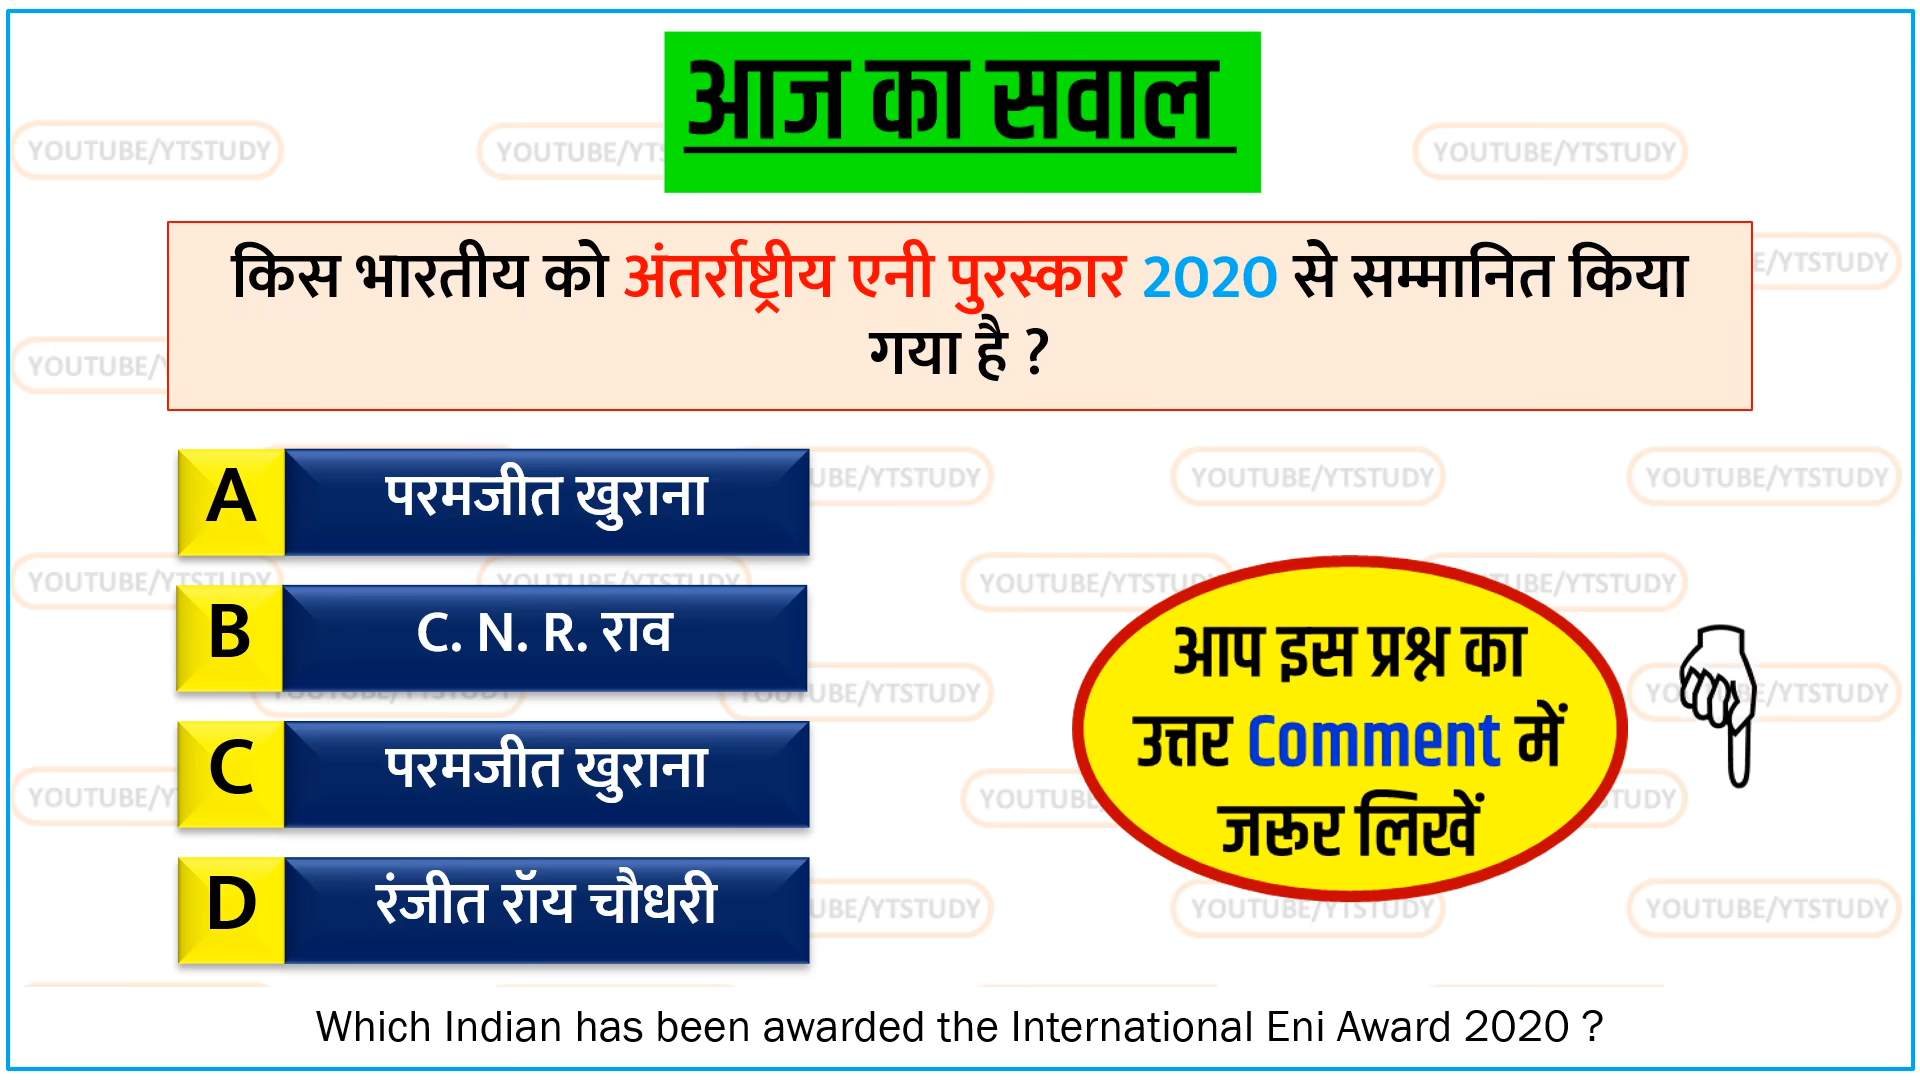 आज का सवाल
किस भारतीय को अंतर्राष्ट्रीय एनी पुरस्कार 2020 से सम्मानित किया
गया है ?
A परमजीत खुराना
B C. N. R. राव
C परमजीत खुराना
D रंजीत रॉय चौधरी
आप इस प्रश्न का
उत्तर Comment में
जरूर लिखें
Which Indian has been awarded the International Eni Award 2020 ?
YOUTUBE/YTSTUDY